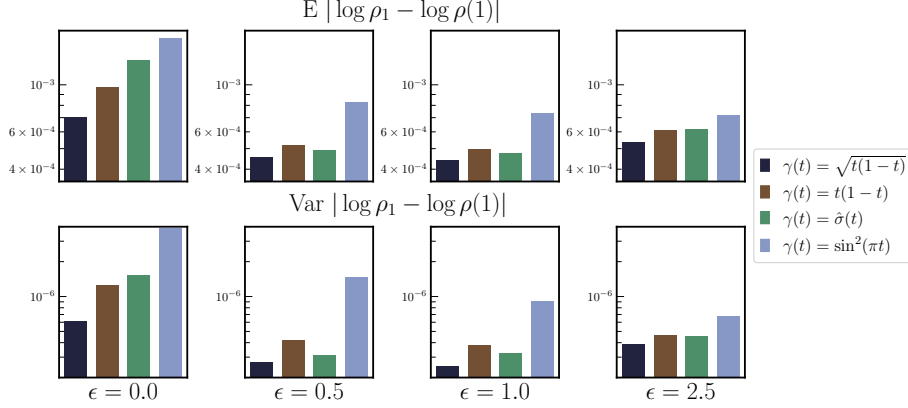 E | log ρ₁ − log ρ(1)|
10⁻³
6 × 10⁻⁴
4 × 10⁻⁴
10⁻³
6 × 10⁻⁴
4 × 10⁻⁴
10⁻³
6 × 10⁻⁴
4 × 10⁻⁴
10⁻³
6 × 10⁻⁴
4 × 10⁻⁴
γ(t) = √t(1 − t)
γ(t) = t(1 − t)
γ(t) = σ̂(t)
γ(t) = sin²(πt)
Var | log ρ₁ − log ρ(1)|
10⁻⁶
10⁻⁶
10⁻⁶
10⁻⁶
ϵ = 0.0
ϵ = 0.5
ϵ = 1.0
ϵ = 2.5